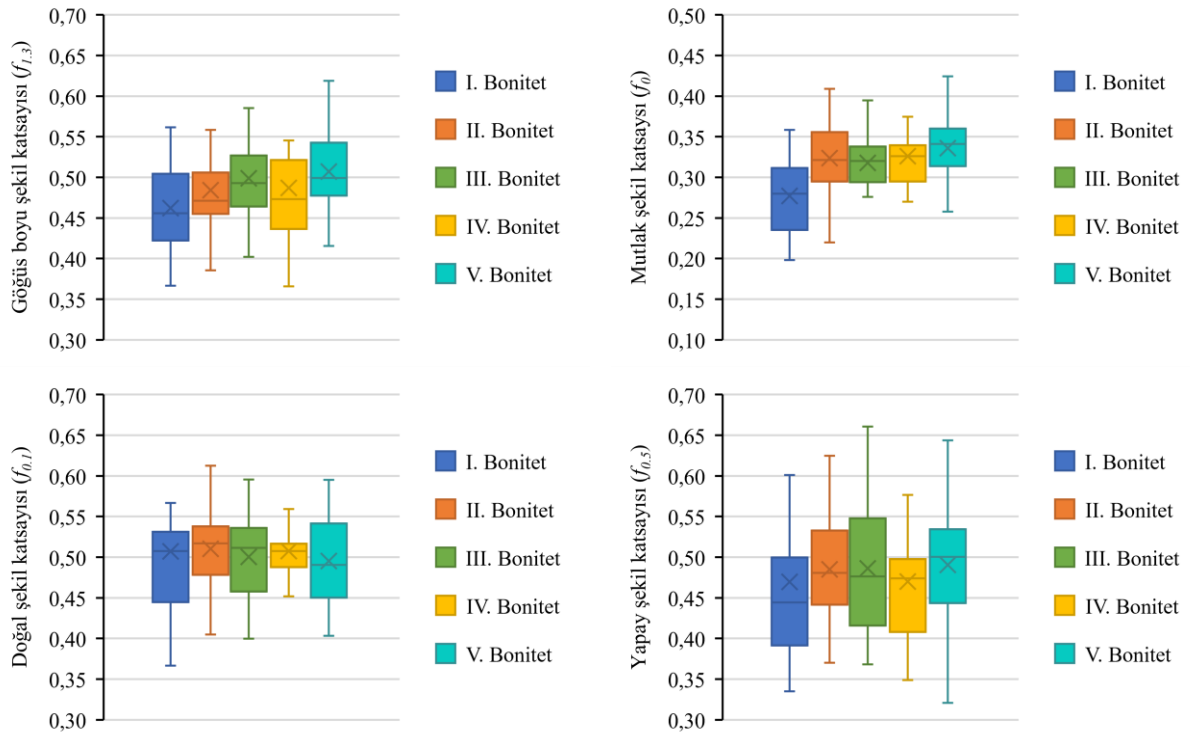 Göğüs boyu şekil katsayısı (f1.3)
0,70
0,65
0,60
0,55
0,50
0,45
0,40
0,35
0,30
I. Bonitet
II. Bonitet
III. Bonitet
IV. Bonitet
V. Bonitet
Mutlak şekil katsayısı (f0)
0,50
0,40
0,35
0,30
0,20
0,15
0,10
I. Bonitet
II. Bonitet
III. Bonitet
IV. Bonitet
V. Bonitet
Doğal şekil katsayısı (f0.1)
0,70
0,65
0,60
0,55
0,50
0,45
0,40
0,35
0,30
I. Bonitet
II. Bonitet
III. Bonitet
IV. Bonitet
V. Bonitet
Yapay şekil katsayısı (f0.5)
0,70
0,65
0,60
0,55
0,50
0,45
0,40
0,35
0,30
I. Bonitet
II. Bonitet
III. Bonitet
IV. Bonitet
V. Bonitet